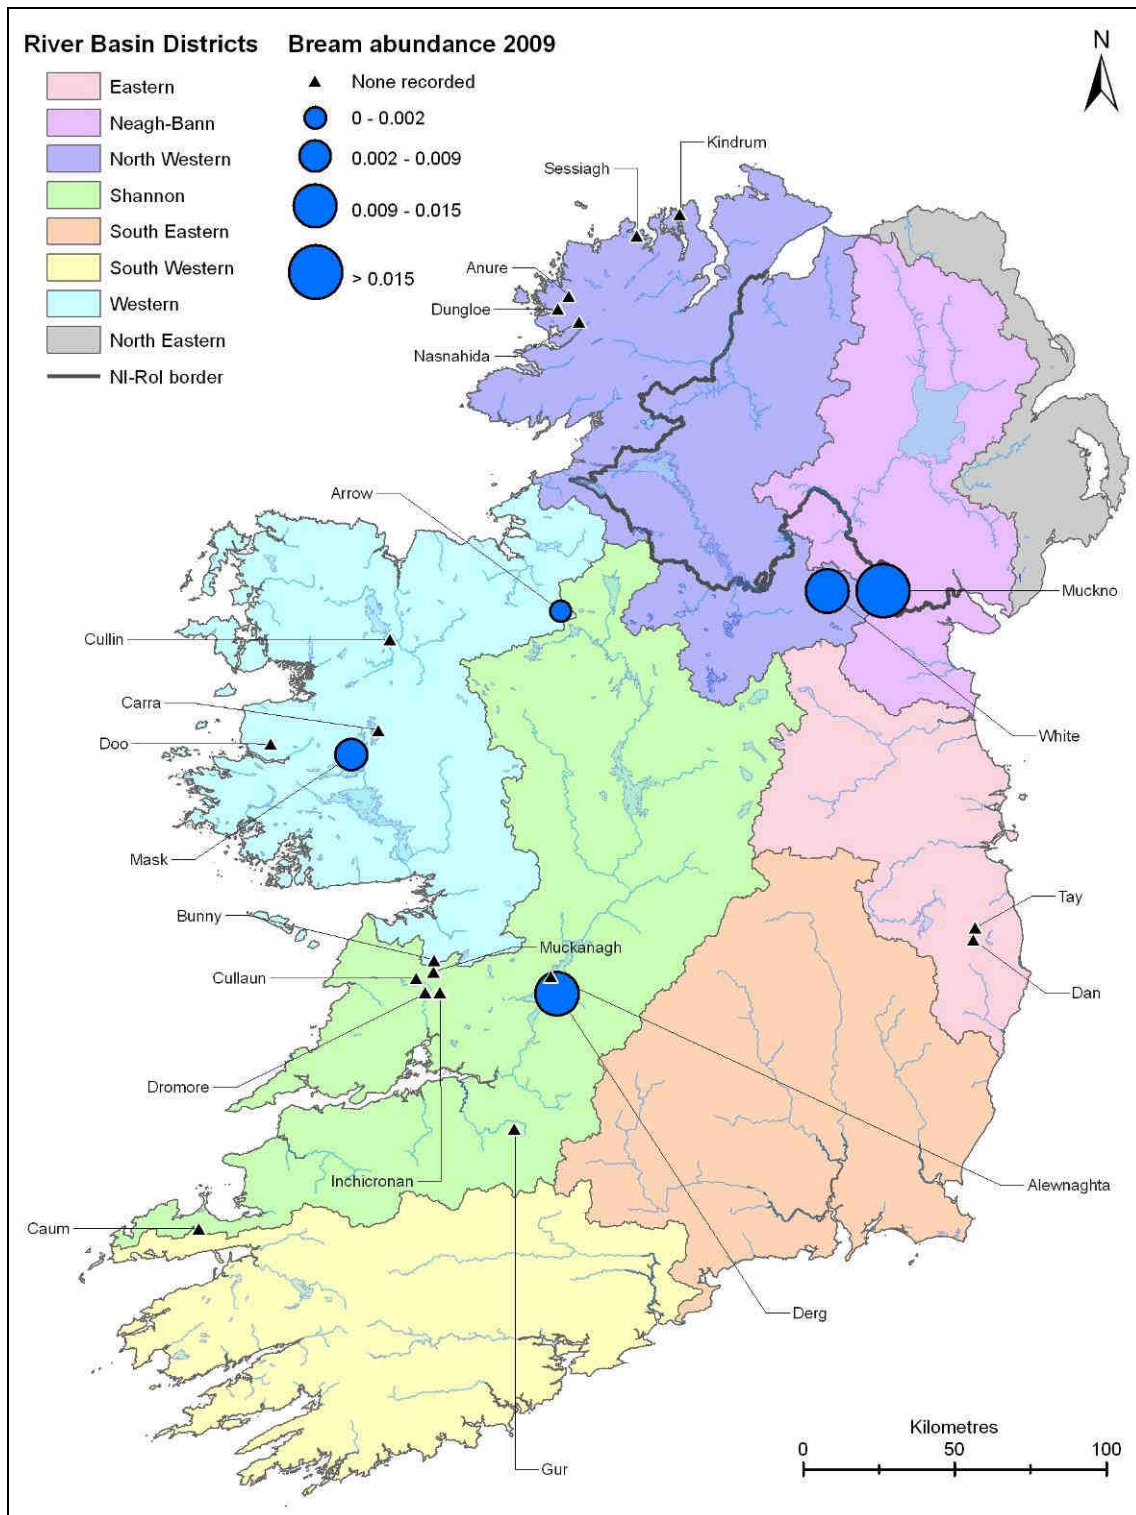 River Basin Districts
Eastern
Neagh-Bann
North Western
Shannon
South Eastern
South Western
Western
North Eastern
NI-RoI border
Bream abundance 2009
None recorded
0 - 0.002
0.002 - 0.009
0.009 - 0.015
> 0.015
N
Kindrum
Sessiagh
Anure
Dungloe
Nasnahida
Arrow
Muckno
Cullin
Carra
Doo
White
Mask
Tay
Bunny
Muckanagh
Cullaun
Dan
Dromore
Inchicronan
Alewnaghta
Caum
Derg
Gur
Kilometres
0 50 100